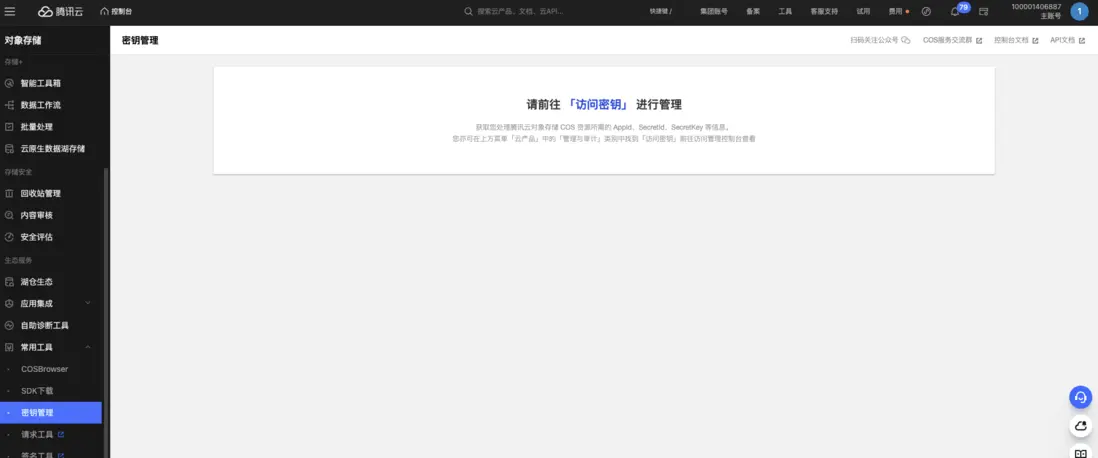 腾讯云
控制台
搜索云产品、文档、云API...
快捷键 /
集团账号
备案
工具
客服支持
试用
费用
79
100001406887
主账号
1
对象存储
存储+
智能工具箱
数据工作流
批量处理
云原生数据湖存储
存储安全
回收站管理
内容审核
安全评估
生态服务
湖仓生态
应用集成
自助诊断工具
常用工具
COSBrowser
SDK下载
密钥管理
请求工具
签名工具
密钥管理
扫码关注公众号
COS服务交流群
控制台文档
API文档
请前往 「访问密钥」 进行管理
获取您处理腾讯云对象存储 COS 资源所需的 AppId、SecretId、SecretKey 等信息。
您亦可在上方菜单「云产品」中的「管理与审计」类别中找到「访问密钥」前往访问管理控制台查看